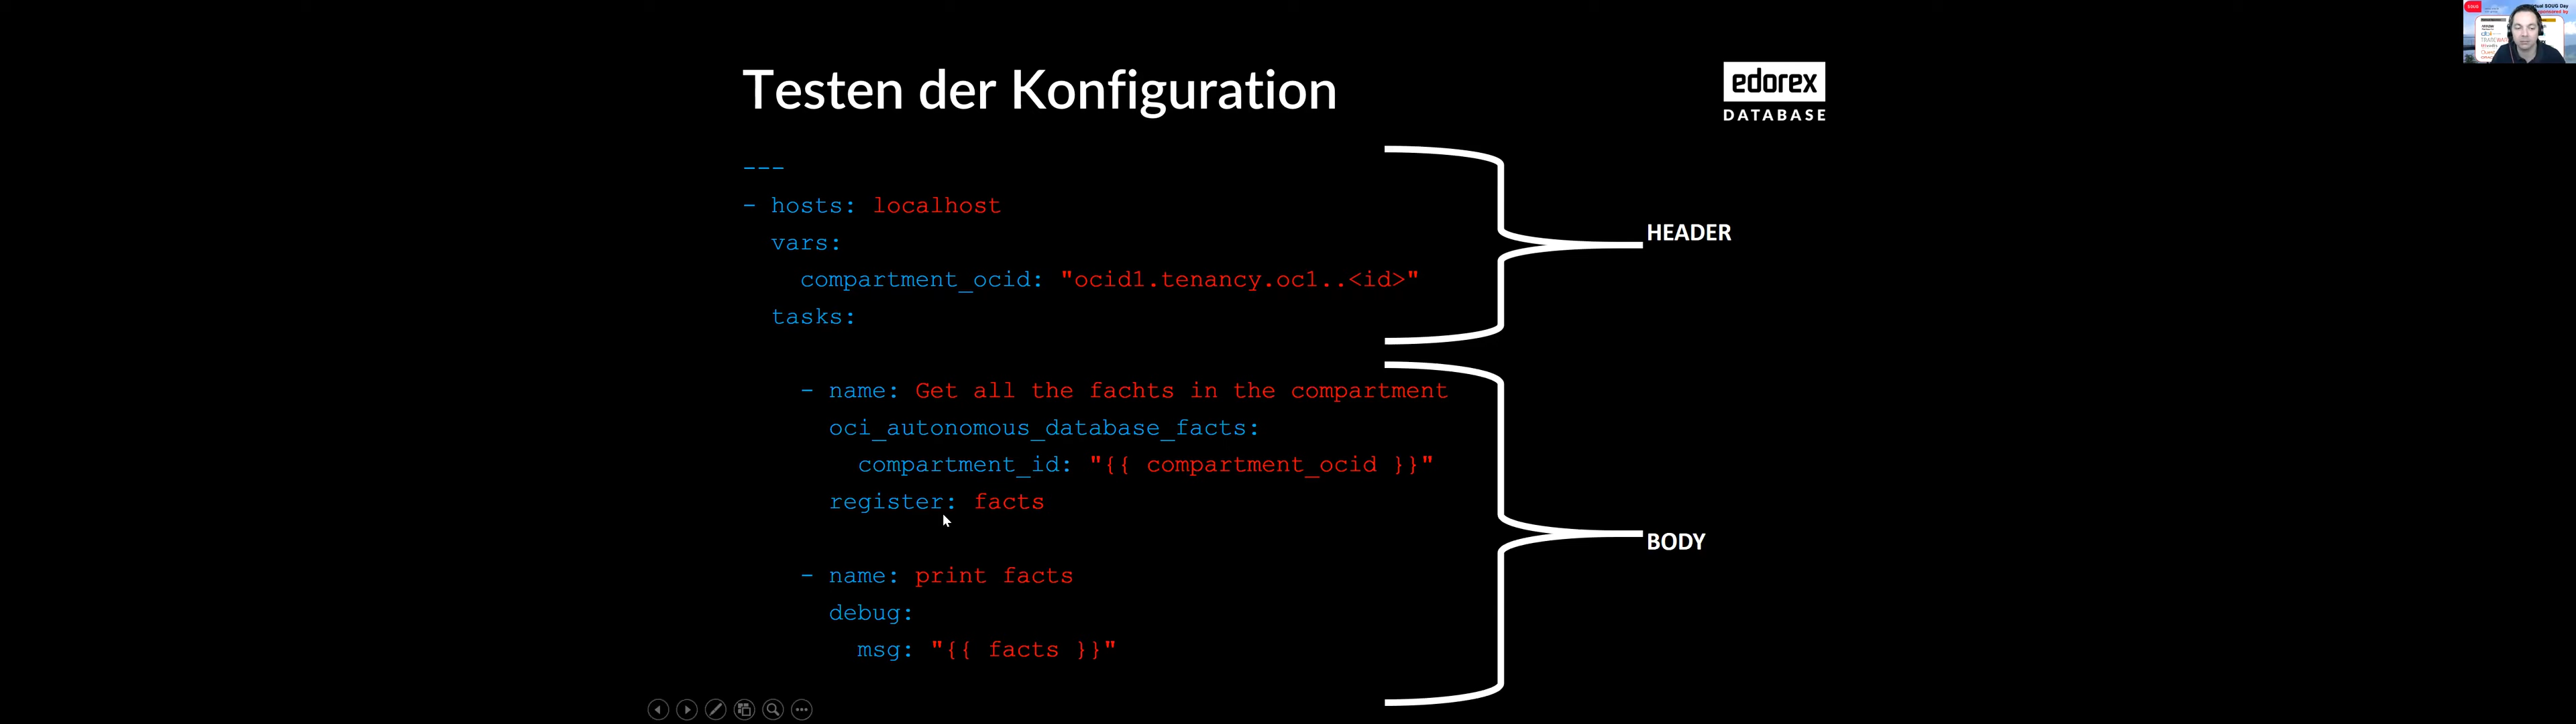 Testen der Konfiguration
edorex
DATABASE
---
- hosts: localhost
vars:
compartment_ocid: "ocid1.tenancy.oc1..<id>"
tasks:
HEADER
- name: Get all the fachts in the compartment
oci_autonomous_database_facts:
compartment_id: "{{ compartment_ocid }}"
register: facts
- name: print facts
debug:
msg: "{{ facts }}"
BODY